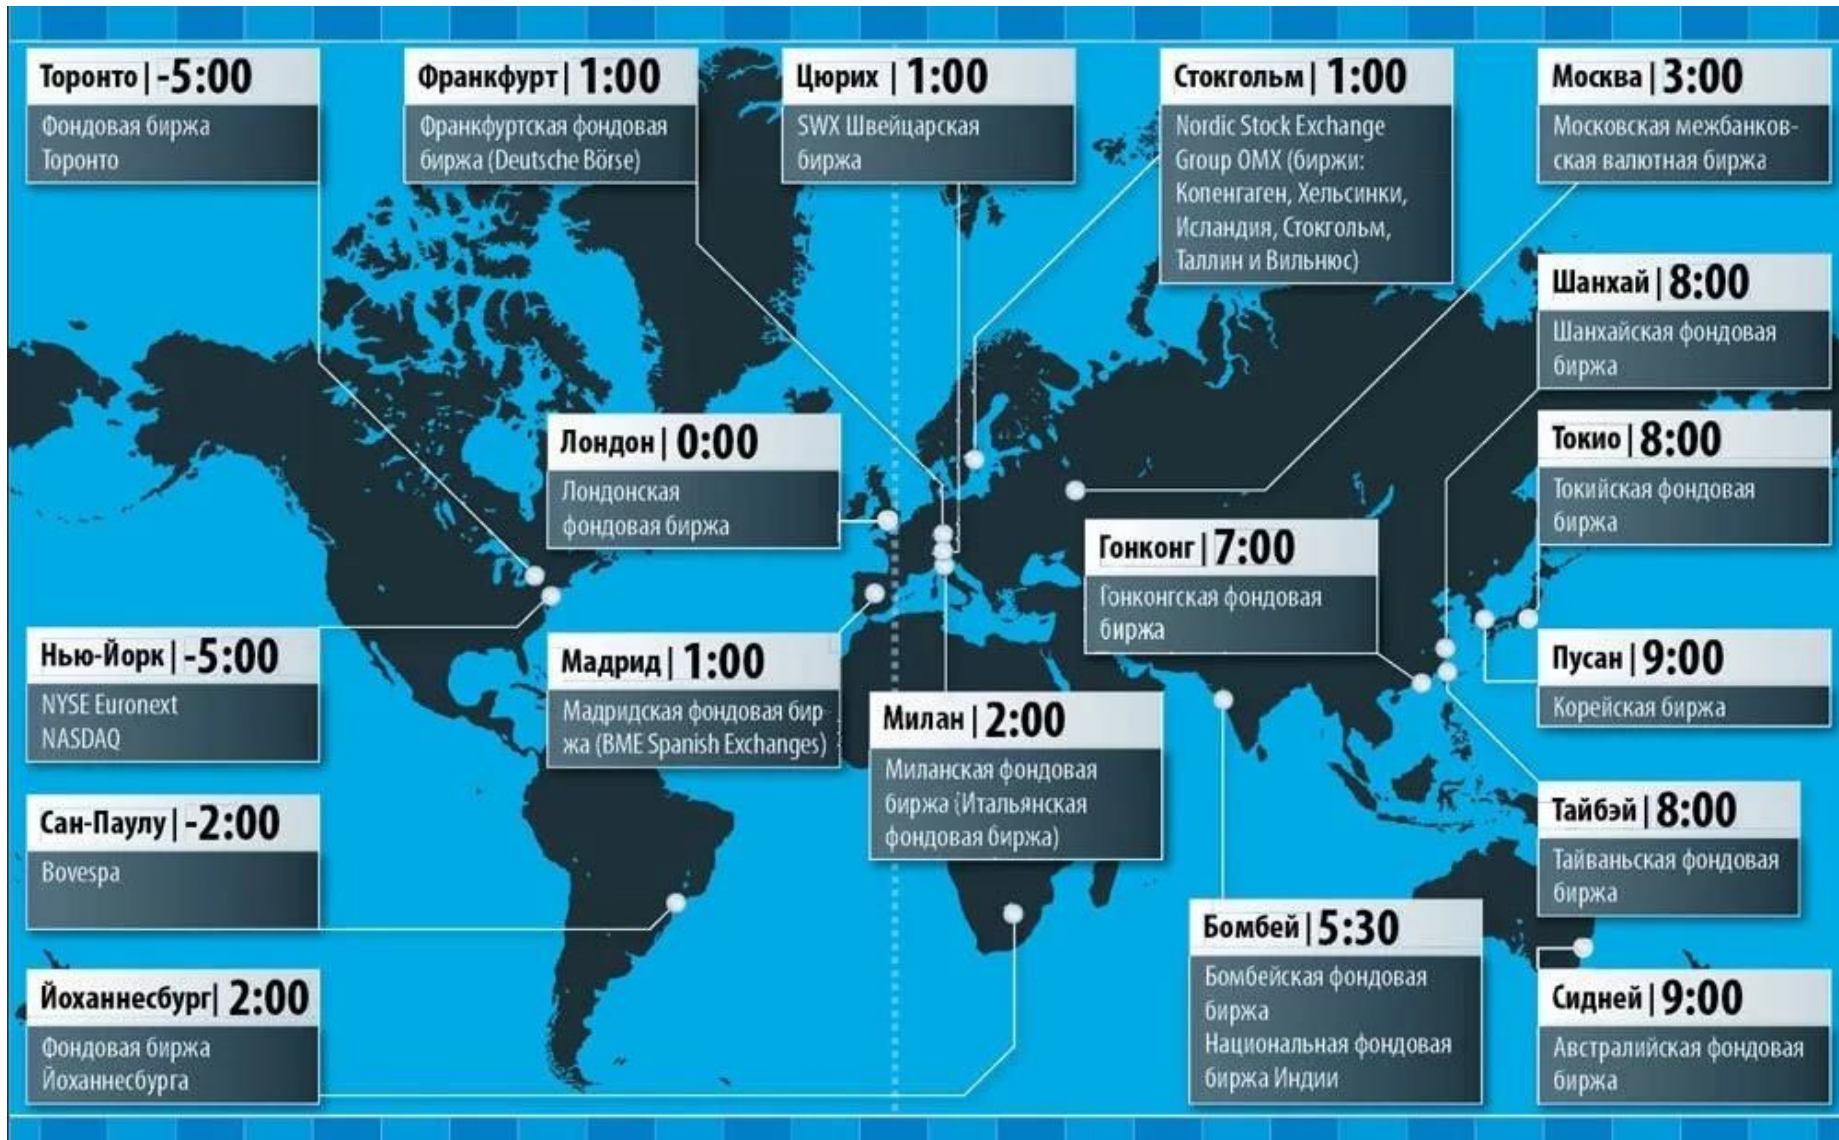 Торонто | -5:00
Фондовая биржа
Торонто
Франкфурт | 1:00
Франкфуртская фондовая
биржа (Deutsche Börse)
Цюрих | 1:00
SWX Швейцарская
биржа
Стокгольм | 1:00
Nordic Stock Exchange
Group OMX (биржи:
Копенгаген, Хельсинки,
Исландия, Стокгольм,
Таллин и Вильнюс)
Москва | 3:00
Московская межбанков-
ская валютная биржа
Шанхай | 8:00
Шанхайская фондовая
биржа
Лондон | 0:00
Лондонская
фондовая биржа
Токио | 8:00
Токийская фондовая
биржа
Гонконг | 7:00
Гонконгская фондовая
биржа
Нью-Йорк | -5:00
NYSE Euronext
NASDAQ
Мадрид | 1:00
Мадридская фондовая бир-
жа (BME Spanish Exchanges)
Милан | 2:00
Миланская фондовая
биржа (Итальянская
фондовая биржа)
Пусан | 9:00
Корейская биржа
Сан-Паулу | -2:00
Bovespa
Тайбэй | 8:00
Тайваньская фондовая
биржа
Бомбей | 5:30
Бомбейская фондовая
биржа
Национальная фондовая
биржа Индии
Йоханнесбург | 2:00
Фондовая биржа
Йоханнесбурга
Сидней | 9:00
Австралийская фондовая
биржа